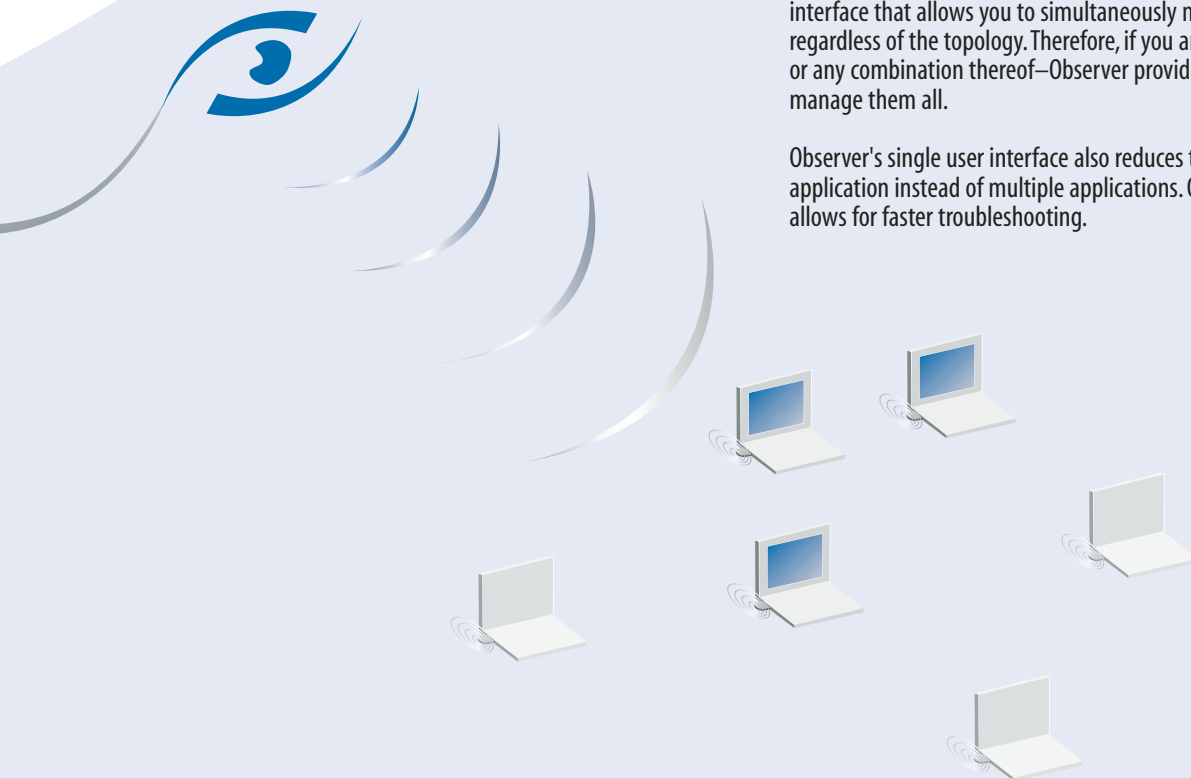 interface that allows you to simultaneously
regardless of the topology. Therefore, if you
or any combination thereof–Observer
manage them all.
Observer's single user interface also reduces
application instead of multiple applications.
allows for faster troubleshooting.